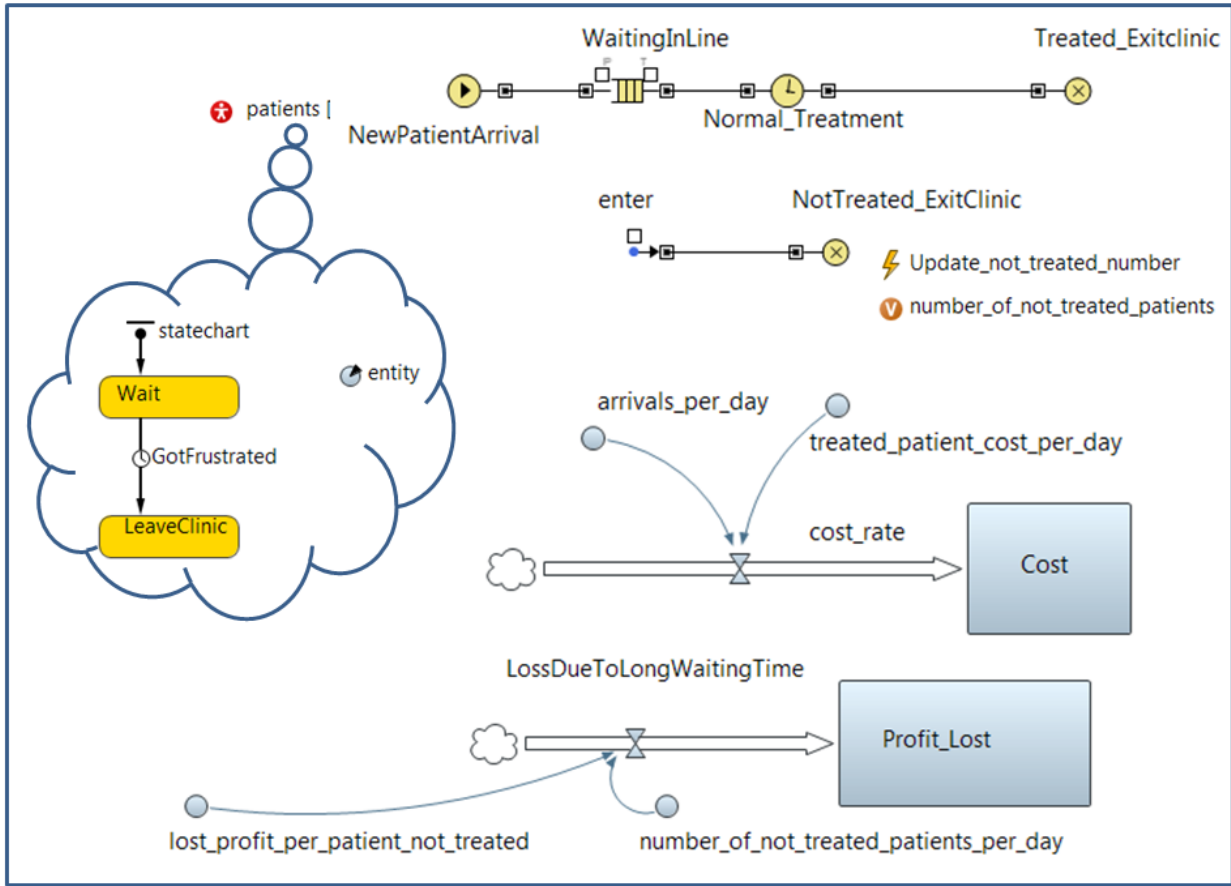 WaitingInLine
Treated_Exitclinic
P T
patients [
NewPatientArrival
Normal_Treatment
enter
NotTreated_ExitClinic
Update_not_treated_number
V number_of_not_treated_patients
statechart
entity
Wait
GotFrustrated
LeaveClinic
arrivals_per_day
treated_patient_cost_per_day
cost_rate
Cost
LossDueToLongWaitingTime
Profit_Lost
lost_profit_per_patient_not_treated
number_of_not_treated_patients_per_day